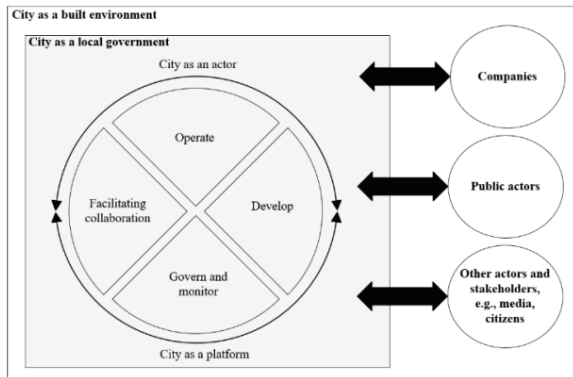 City as a built environment
City as a local government
City as an actor
Operate
Facilitating
collaboration
Develop
Govern and
monitor
City as a platform
Companies
Public actors
Other actors and
stakeholders,
e.g., media,
citizens